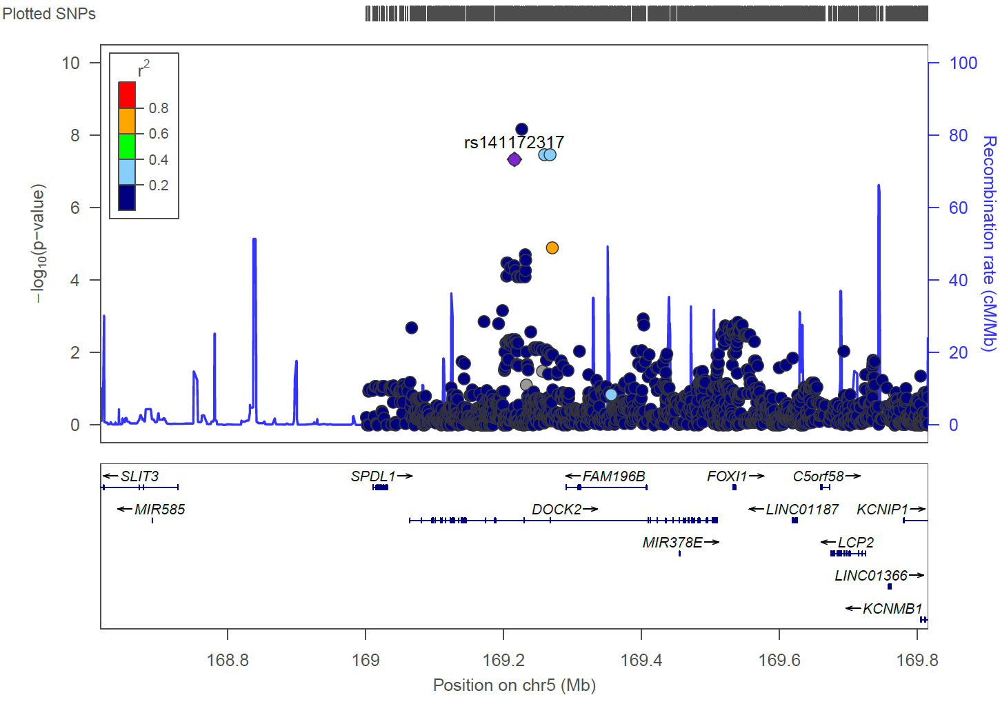 Plotted SNPs
r2
0.8
0.6
0.4
0.2
rs141172317
10
8
6
4
2
0
−log10(p−value)
100
80
60
40
20
0
Recombination rate (cM/Mb)
←SLIT3
SPDL1→
←FAM196B
FOXI1→
C5orf58→
←MIR585
DOCK2→
←LINC01187
KCNIP1→
MIR378E→
←LCP2
LINC01366→
←KCNMB1
168.8
169
169.2
169.4
169.6
169.8
Position on chr5 (Mb)